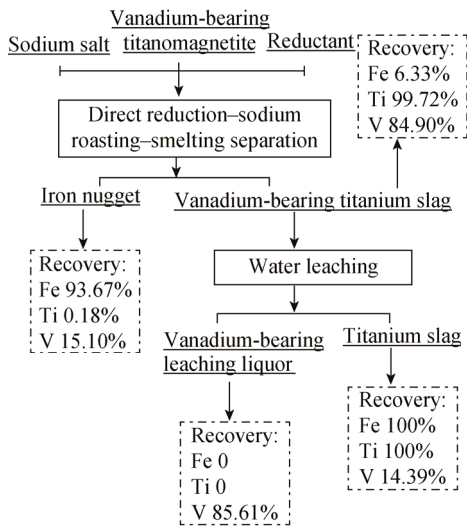 Sodium salt
Vanadium-bearing
titanomagnetite
Reductant
Recovery:
Fe 6.33%
Ti 99.72%
V 84.90%
Direct reduction–sodium
roasting–smelting separation
Iron nugget
Vanadium-bearing titanium slag
Recovery:
Fe 93.67%
Ti 0.18%
V 15.10%
Water leaching
Vanadium-bearing
leaching liquor
Titanium slag
Recovery:
Fe 0
Ti 0
V 85.61%
Recovery:
Fe 100%
Ti 100%
V 14.39%